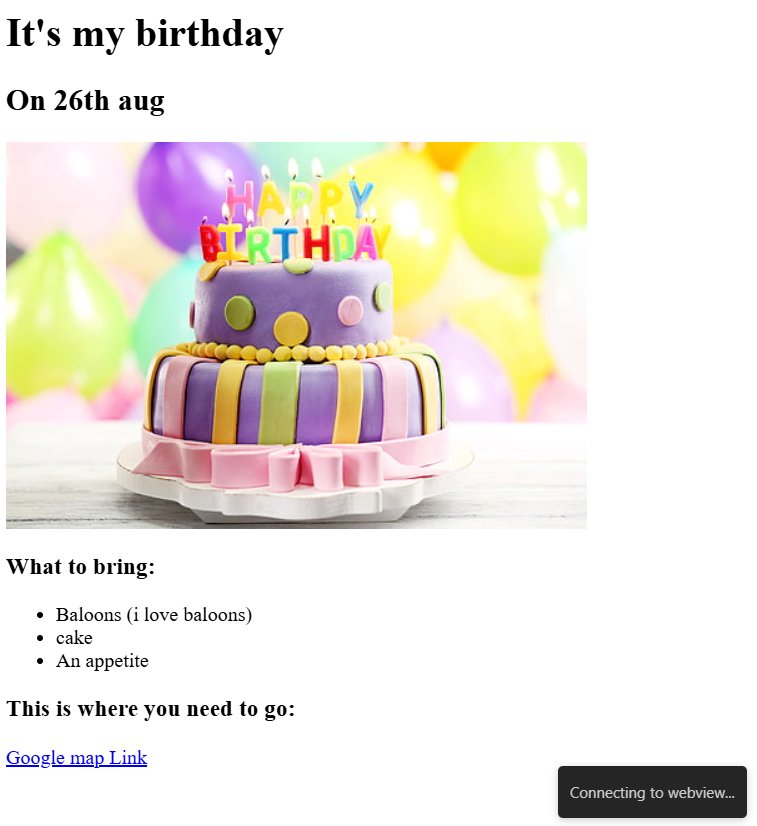 It's my birthday
On 26th aug
HAPPY
BIRTHDAY
What to bring:
Baloons (i love baloons)
cake
An appetite
This is where you need to go:
Google map Link
Connecting to webview...